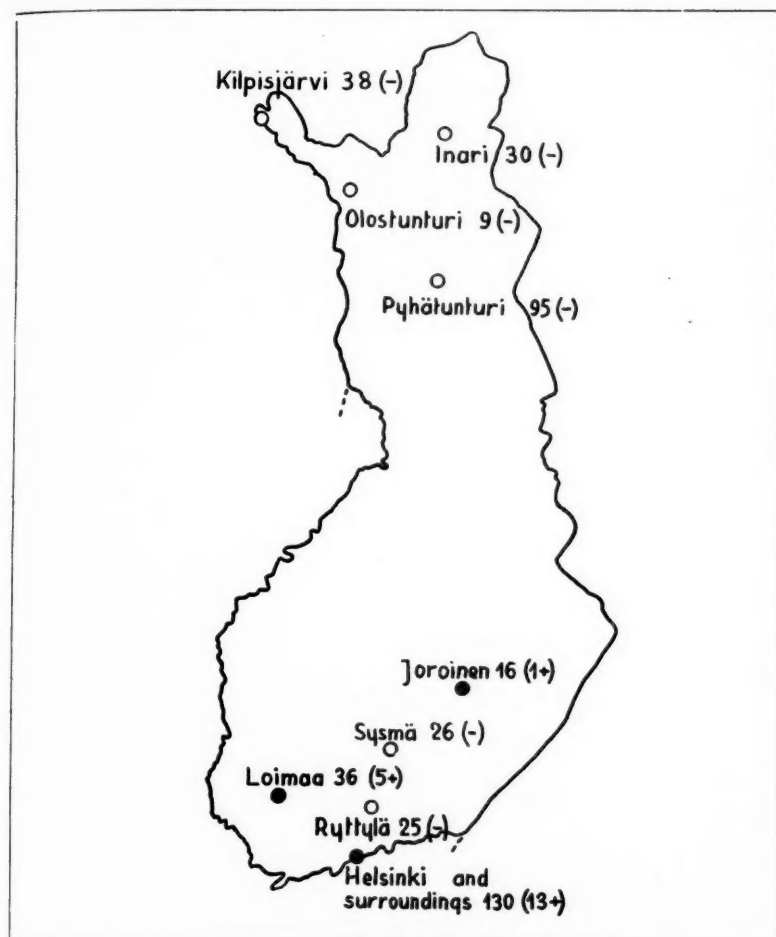 Kilpisjärvi 38 (-)
Inari 30 (-)
Olostunturi 9 (-)
Pyhätunturi 95 (-)
Joroinen 16 (1+)
Sysmä 26 (-)
Loimaa 36 (5+)
Ryttylä 25 (-)
Helsinki and
surroundings 130 (13+)